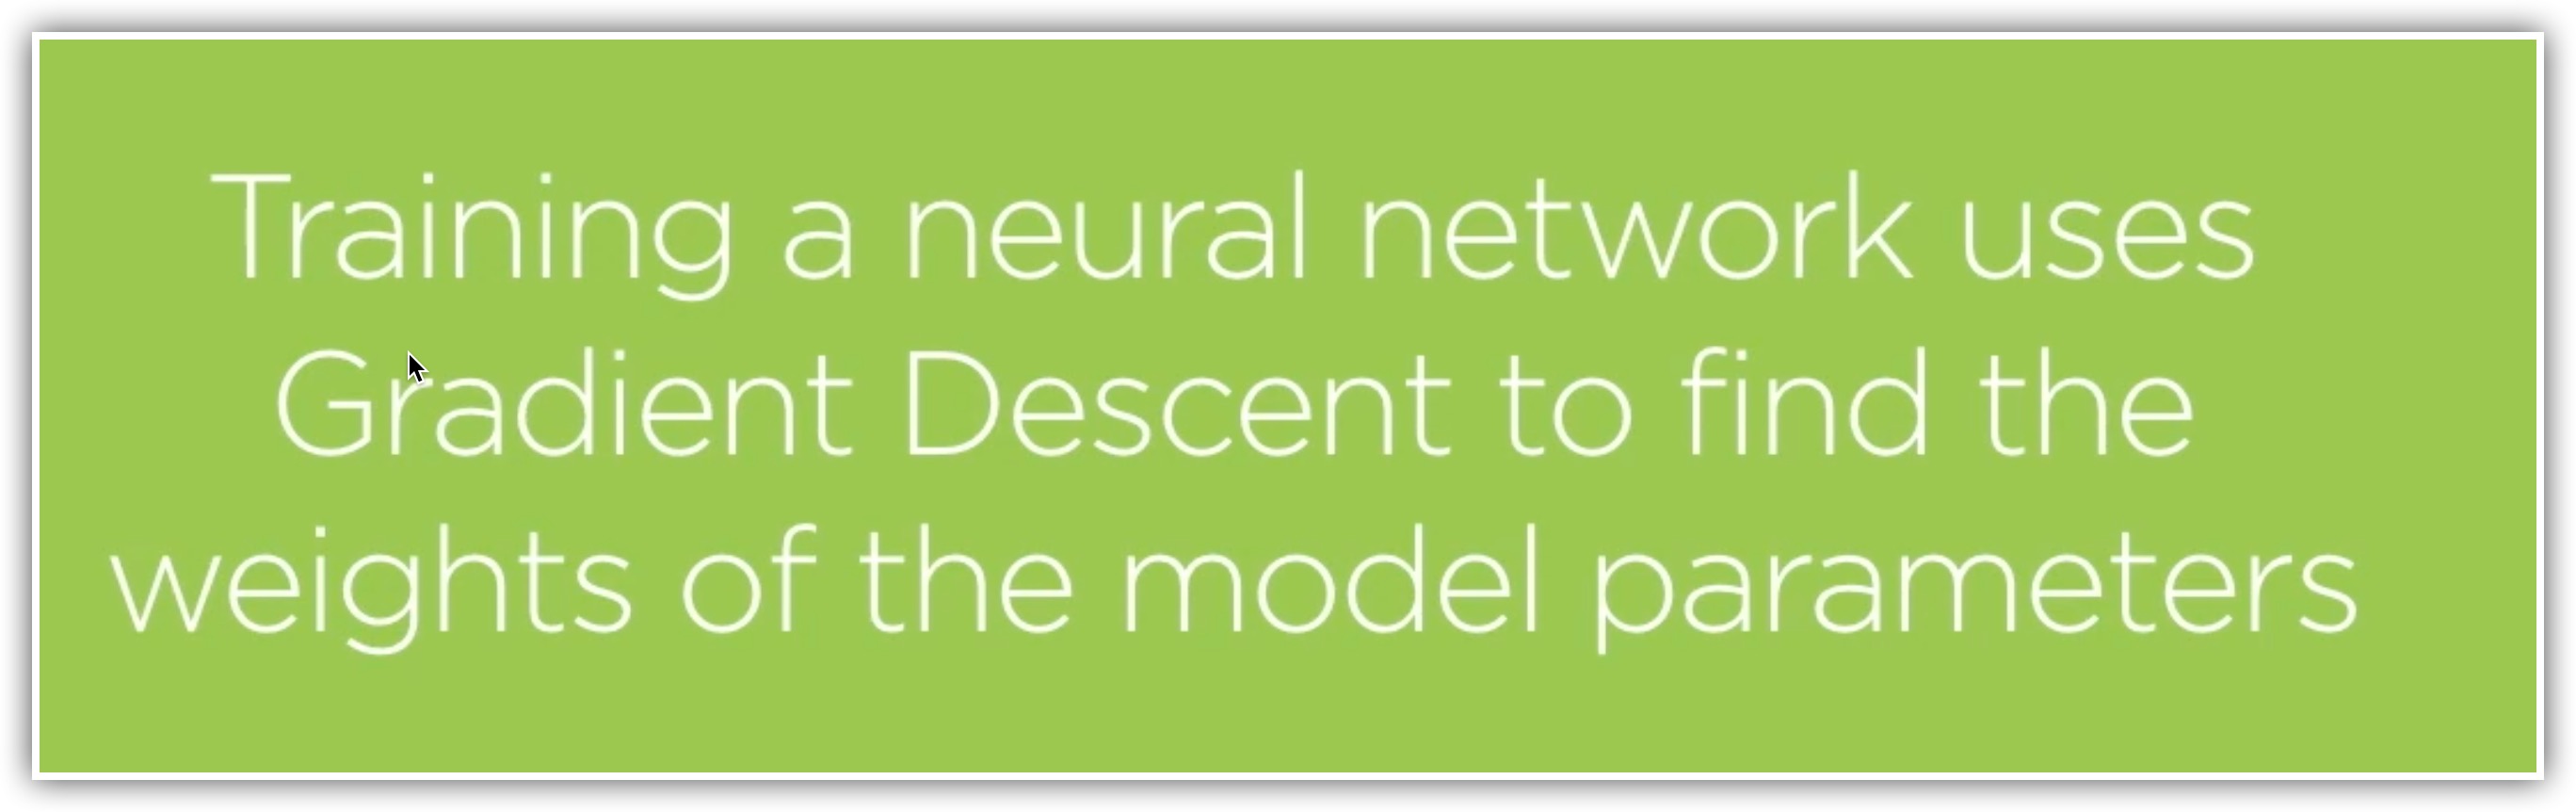 Training a neural network uses
Gradient Descent to find the
weights of the model parameters